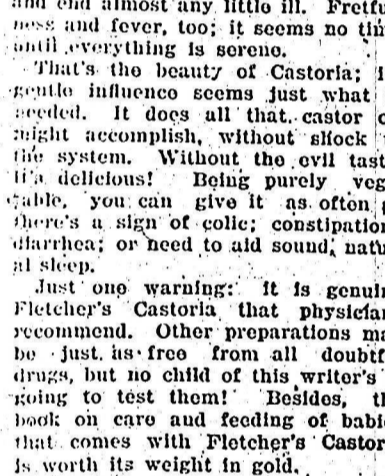 and end almost any little ill. Fretfu
ness and fever, too; it seems no tim
until everything is serene.
That's the beauty of Castoria; i
gentle influence seems just what
needed. It does all that castor o
might accomplish, without shock
the system. Without the evil tast
It's delicious! Being purely veg
table, you can give it as often
there's a sign of colic; constipation
diarrhea; or need to aid sound, natu
al sleep.
Just one warning: it is genuin
Fletcher's Castoria that physician
recommend. Other preparations ma
be just as free from all doubtf
drugs, but no child of this writer's
going to test them! Besides, th
book on care and feeding of babie
that comes with Fletcher's Castor
is worth its weight in gold.